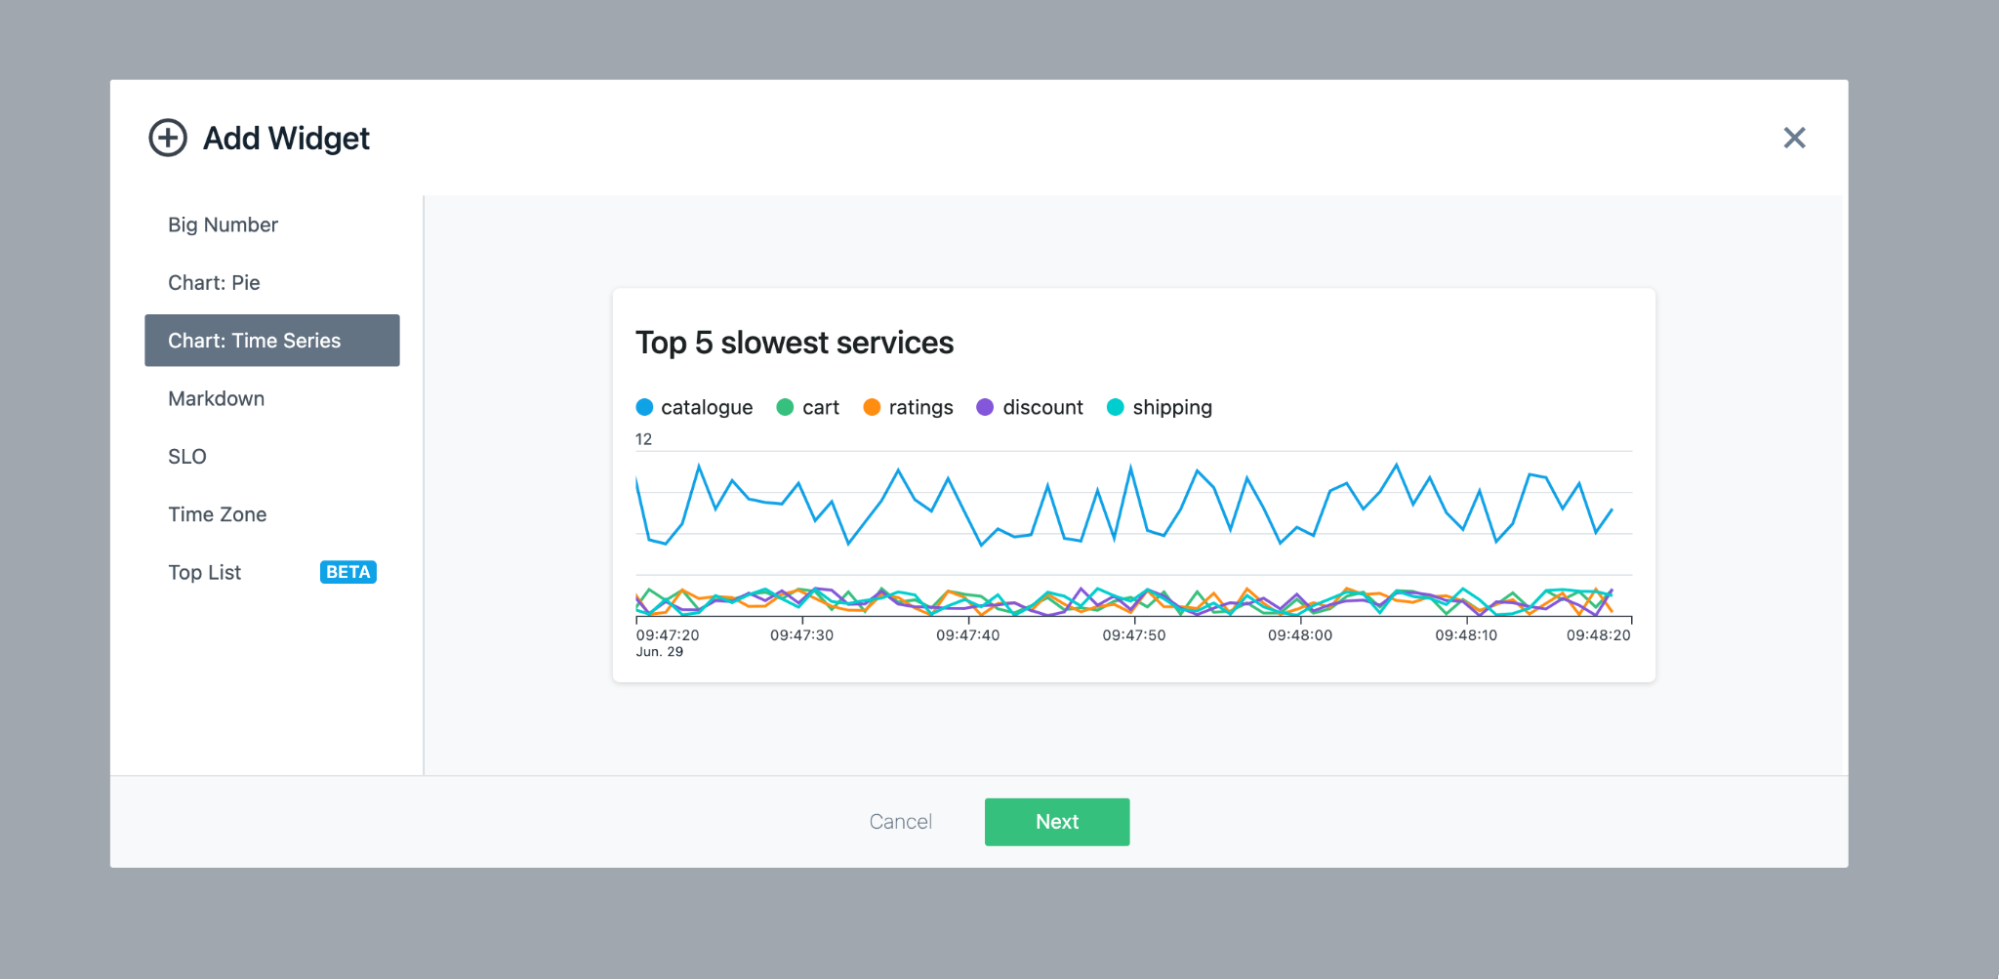 Add Widget
Big Number
Chart: Pie
Chart: Time Series
Markdown
SLO
Time Zone
Top List BETA
Top 5 slowest services
catalogue cart ratings discount shipping
12
09:47:20 09:47:30 09:47:40 09:47:50 09:48:00 09:48:10 09:48:20
Jun. 29
Cancel Next